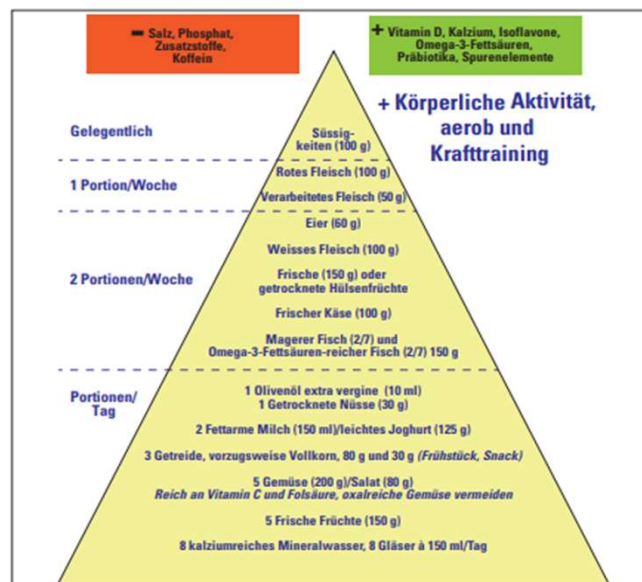 – Salz, Phosphat,
Zusatzstoffe,
Koffein
+ Vitamin D, Kalzium, Isoflavone,
Omega-3-Fettsäuren,
Präbiotika, Spurenelemente
+ Körperliche Aktivität,
aerob und
Krafttraining
Gelegentlich
Süssig-
keiten (100 g)
1 Portion/Woche
Rotes Fleisch (100 g)
Verarbeitetes Fleisch (50 g)
2 Portionen/Woche
Eier (60 g)
Weisses Fleisch (100 g)
Frische (150 g) oder
getrocknete Hülsenfrüchte
Frischer Käse (100 g)
Magerer Fisch (2/7) und
Omega-3-Fettsäuren-reicher Fisch (2/7) 150 g
Portionen/
Tag
1 Olivenöl extra vergine (10 ml)
1 Getrocknete Nüsse (30 g)
2 Fettarme Milch (150 ml)/leichtes Joghurt (125 g)
3 Getreide, vorzugsweise Vollkorn, 80 g und 30 g (Frühstück, Snack)
5 Gemüse (200 g)/Salat (80 g)
Reich an Vitamin C und Folsäure, oxalreiche Gemüse vermeiden
5 Frische Früchte (150 g)
8 kalziumreiches Mineralwasser, 8 Gläser à 150 ml/Tag